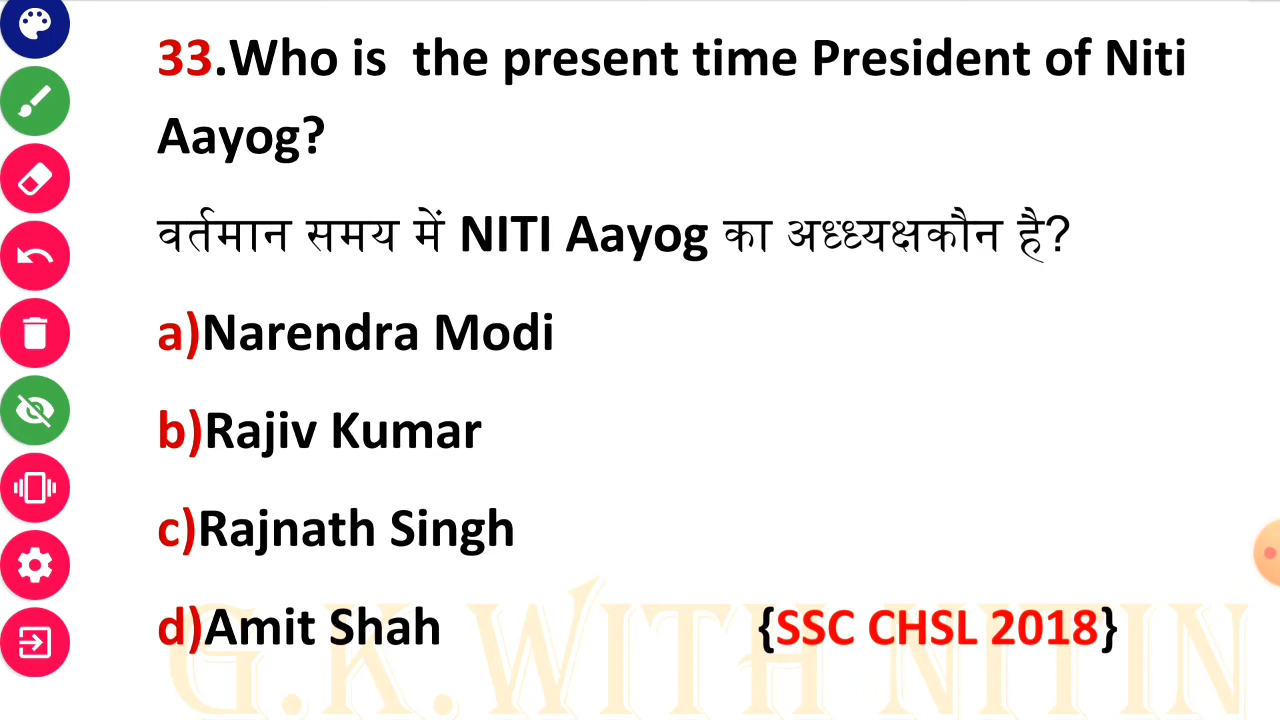 33.Who is the present time President of Niti
Aayog?
वर्तमान समय में NITI Aayog का अध्ध्यक्षकौन है?
a)Narendra Modi
b)Rajiv Kumar
c)Rajnath Singh
d)Amit Shah {SSC CHSL 2018}
G.K.WITH NITIN